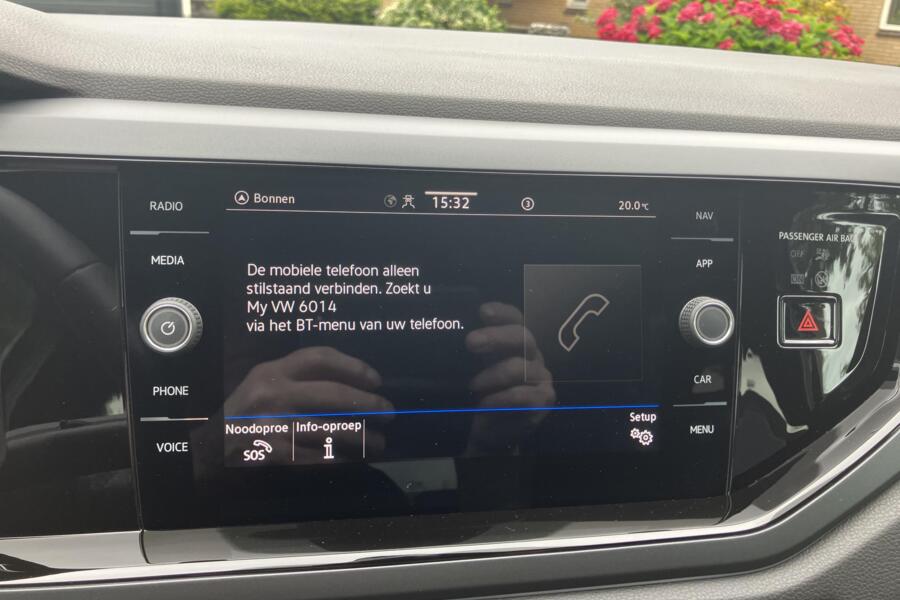 RADIO
MEDIA
PHONE
VOICE
Bonnen
15:32
3
20.0°C
De mobiele telefoon alleen
stilstaand verbinden. Zoekt u
My VW 6014
via het BT-menu van uw telefoon.
Noodoproe
SOS
Info-oproep
i
Setup
NAV
APP
CAR
MENU
PASSENGER AIR BAG
OFF